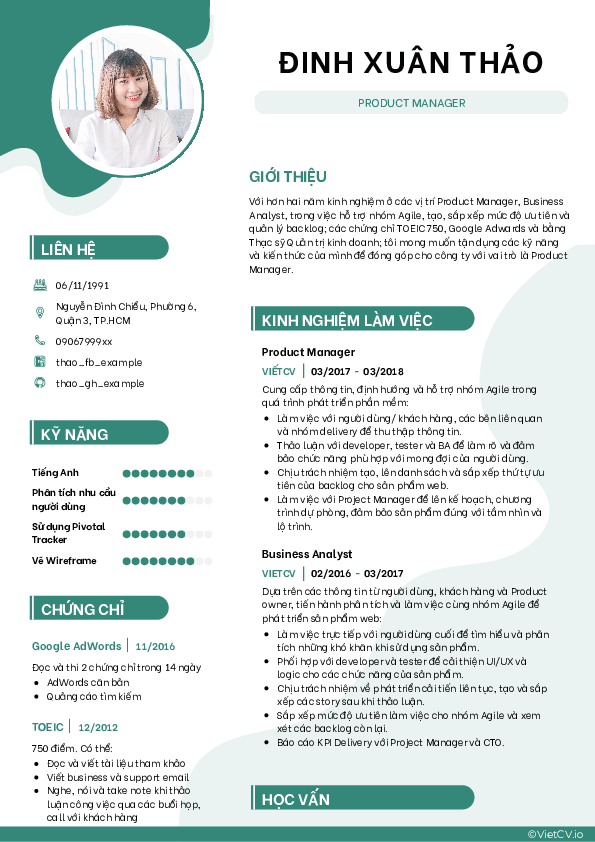 ĐINH XUÂN THẢO
PRODUCT MANAGER
GIỚI THIỆU
Với hơn hai năm kinh nghiệm ở các vị trí Product Manager, Business
Analyst, trong việc hỗ trợ nhóm Agile, tạo, sắp xếp mức độ ưu tiên và
quản lý backlog; các chứng chỉ TOEIC 750, Google Adwards và bằng
Thạc sỹ Quản trị kinh doanh; tôi mong muốn tận dụng các kỹ năng
và kiến thức của mình để đóng góp cho công ty với vai trò là Product
Manager.
LIÊN HỆ
06/11/1991
Nguyễn Đình Chiểu, Phường 6,
Quận 3, TP.HCM
09067999xx
thao_fb_example
thao_gh_example
KỸ NĂNG
Tiếng Anh
Phân tích nhu cầu
người dùng
Sử dụng Pivotal
Tracker
Vẽ Wireframe
CHỨNG CHỈ
Google AdWords | 11/2016
Đọc và thi 2 chứng chỉ trong 14 ngày
• AdWords căn bản
• Quảng cáo tìm kiếm
TOEIC | 12/2012
750 điểm. Có thể:
• Đọc và viết tài liệu tham khảo
• Viết business và support email
• Nghe, nói và take note khi thảo
luận công việc qua các buổi họp,
call với khách hàng
KINH NGHIỆM LÀM VIỆC
Product Manager
VIETCV | 03/2017 - 03/2018
Cung cấp thông tin, định hướng và hỗ trợ nhóm Agile trong
quá trình phát triển phần mềm:
• Làm việc với người dùng/ khách hàng, các bên liên quan
và nhóm delivery để thu thập thông tin.
• Thảo luận với developer, tester và BA để làm rõ và đảm
bảo chức năng phù hợp với mong đợi của người dùng.
• Chịu trách nhiệm tạo, lên danh sách và sắp xếp thứ tự ưu
tiên của backlog cho sản phẩm web.
• Làm việc với Project Manager để lên kế hoạch, chương
trình dự phòng, đảm bảo sản phẩm đúng với tầm nhìn và
lộ trình.
Business Analyst
VIETCV | 02/2016 - 03/2017
Dựa trên các thông tin từ người dùng, khách hàng và Product
owner, tiến hành phân tích và làm việc cùng nhóm Agile để
phát triển sản phẩm web:
• Làm việc trực tiếp với người dùng cuối để tìm hiểu và phân
tích những khó khăn khi sử dụng sản phẩm.
• Phối hợp với developer và tester để cải thiện UI/UX và
logic cho các chức năng của sản phẩm.
• Chịu trách nhiệm về phát triển cải tiến liên tục, tạo và sắp
xếp các story sau khi thảo luận.
• Sắp xếp mức độ ưu tiên làm việc cho nhóm Agile và xem
xét các backlog còn lại.
• Báo cáo KPI Delivery với Project Manager và CTO.
HỌC VẤN
©VietCV.io